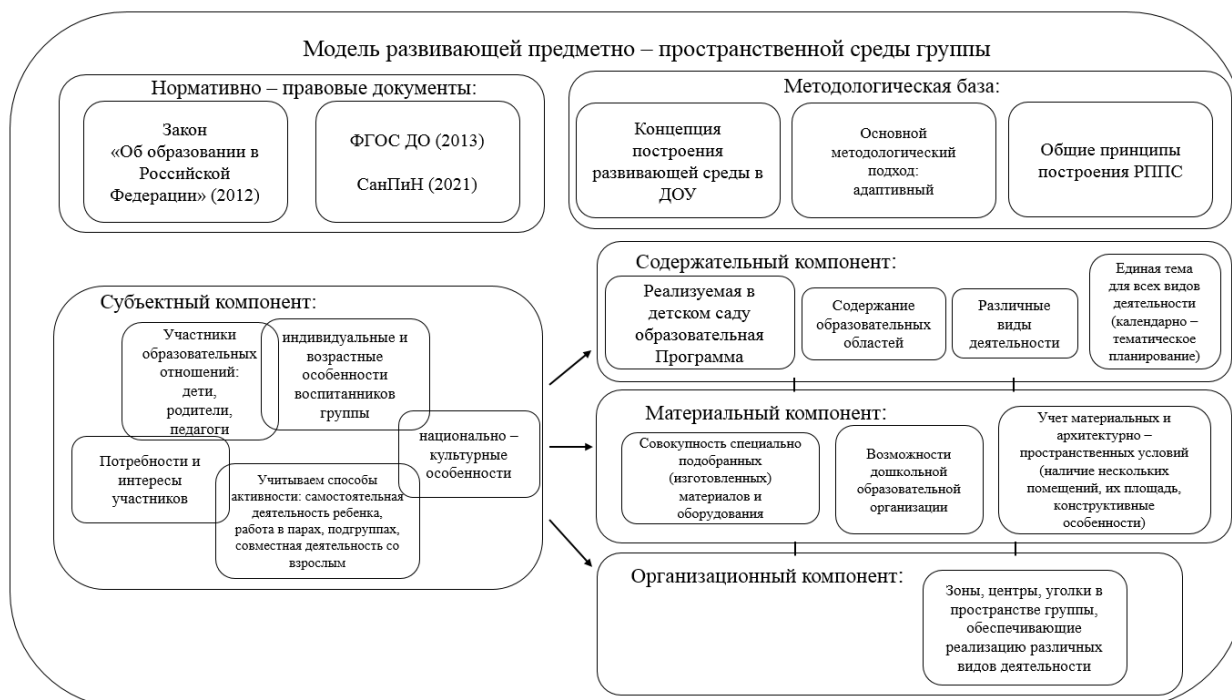 Модель развивающей предметно – пространственной среды группы
Нормативно – правовые документы:
Закон
«Об образовании в
Российской
Федерации» (2012)
ФГОС ДО (2013)
СанПиН (2021)
Методологическая база:
Концепция
построения
развивающей среды в
ДОУ
Основной
методологический
подход:
адаптивный
Общие принципы
построения РППС
Субъектный компонент:
Участники
образовательных
отношений:
дети,
родители,
педагоги
индивидуальные и
возрастные
особенности
воспитанников
группы
национально –
культурные
особенности
Потребности и
интересы
участников
Учитываем способы
активности: самостоятельная
деятельность ребенка,
работа в парах, подгруппах,
совместная деятельность со
взрослым
Содержательный компонент:
Реализуемая в
детском саду
образовательная
Программа
Содержание
образовательных
областей
Различные
виды
деятельности
Единая тема
для всех видов
деятельности
(календарно –
тематическое
планирование)
Материальный компонент:
Совокупность специально
подобранных
(изготовленных)
материалов и
оборудования
Возможности
дошкольной
образовательной
организации
Учет материальных и
архитектурно –
пространственных условий
(наличие нескольких
помещений, их площадь,
конструктивные
особенности)
Организационный компонент:
Зоны, центры, уголки в
пространстве группы,
обеспечивающие
реализацию различных
видов деятельности